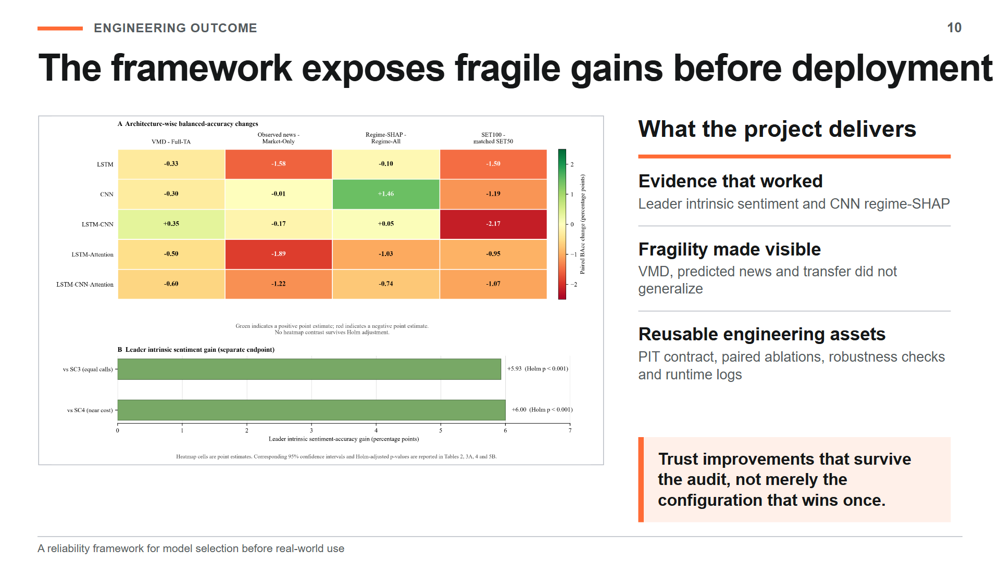 ENGINEERING OUTCOME
10
The framework exposes fragile gains before deployment
A Architecture-wise balanced-accuracy changes
VMD - Full-TA
Observed news -
Market-Only
Regime-SHAP -
Regime-All
SET100 -
matched SET50
LSTM -0.33 -1.58 -0.10 -1.50
CNN -0.30 -0.01 +1.46 -1.19
LSTM-CNN +0.35 -0.17 +0.05 -2.17
LSTM-Attention -0.50 -1.89 -1.03 -0.95
LSTM-CNN-Attention -0.60 -1.22 -0.74 -1.07
2
1
0
−1
−2
Paired BAcc change (percentage points)
Green indicates a positive point estimate; red indicates a negative point estimate.
No heatmap contrast survives Holm adjustment.
B Leader intrinsic sentiment gain (separate endpoint)
vs SC3 (equal calls) +5.93 (Holm p < 0.001)
vs SC4 (near cost) +6.00 (Holm p < 0.001)
0 1 2 3 4 5 6 7
Leader intrinsic sentiment-accuracy gain (percentage points)
Heatmap cells are point estimates. Corresponding 95% confidence intervals and Holm-adjusted p-values are reported in Tables 2, 3A, 4 and 5B.
What the project delivers
Evidence that worked
Leader intrinsic sentiment and CNN regime-SHAP
Fragility made visible
VMD, predicted news and transfer did not
generalize
Reusable engineering assets
PIT contract, paired ablations, robustness checks
and runtime logs
Trust improvements that survive
the audit, not merely the
configuration that wins once.
A reliability framework for model selection before real-world use